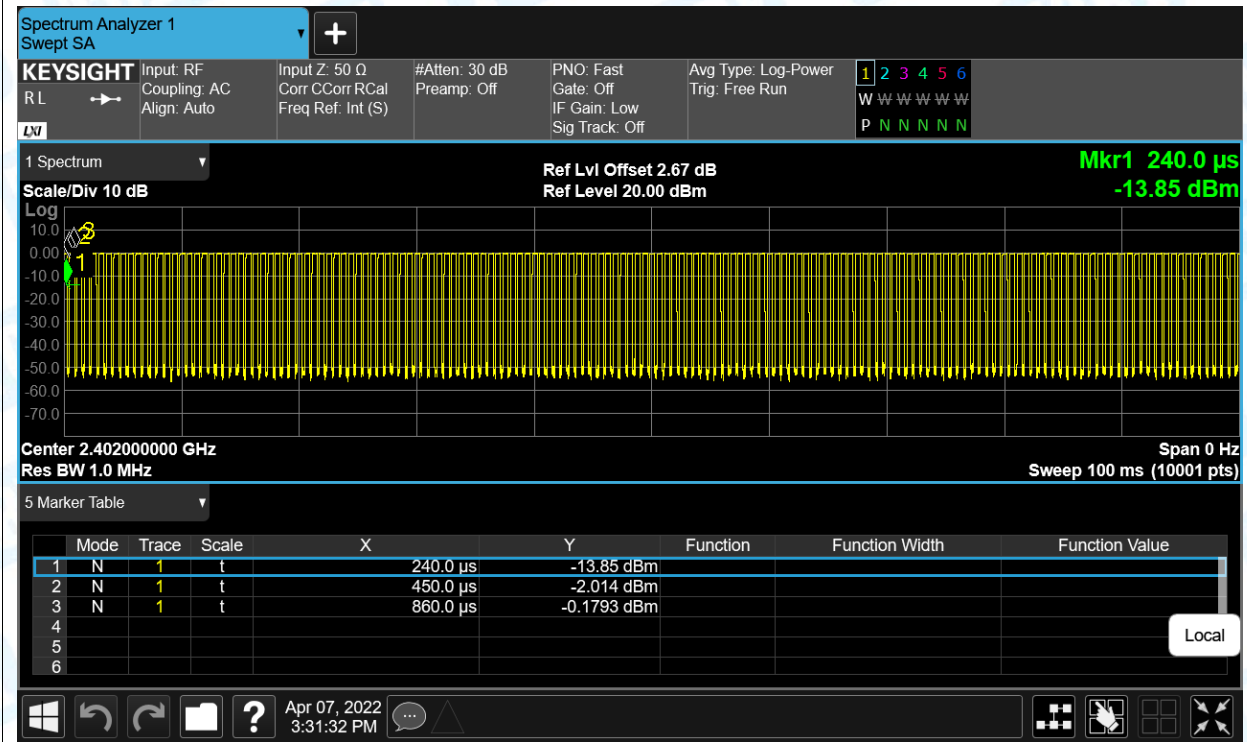 Spectrum Analyzer 1
Swept SA
KEYSIGHT
R L
LXI
Input: RF
Coupling: AC
Align: Auto
Input Z: 50 Ω
Corr CCorr RCal
Freq Ref: Int (S)
#Atten: 30 dB
Preamp: Off
PNO: Fast
Gate: Off
IF Gain: Low
Sig Track: Off
Avg Type: Log-Power
Trig: Free Run
1 2 3 4 5 6
W W W W W W
P N N N N N
1 Spectrum
Scale/Div 10 dB
Ref Lvl Offset 2.67 dB
Ref Level 20.00 dBm
Mkr1 240.0 µs
-13.85 dBm
Log
10.0
0.00
-10.0
-20.0
-30.0
-40.0
-50.0
-60.0
-70.0
2 3
1
Center 2.402000000 GHz
Res BW 1.0 MHz
Span 0 Hz
Sweep 100 ms (10001 pts)
5 Marker Table
Mode Trace Scale X Y Function Function Width Function Value
1 N 1 t 240.0 µs -13.85 dBm
2 N 1 t 450.0 µs -2.014 dBm
3 N 1 t 860.0 µs -0.1793 dBm
4
5
6
Local
?
Apr 07, 2022
3:31:32 PM